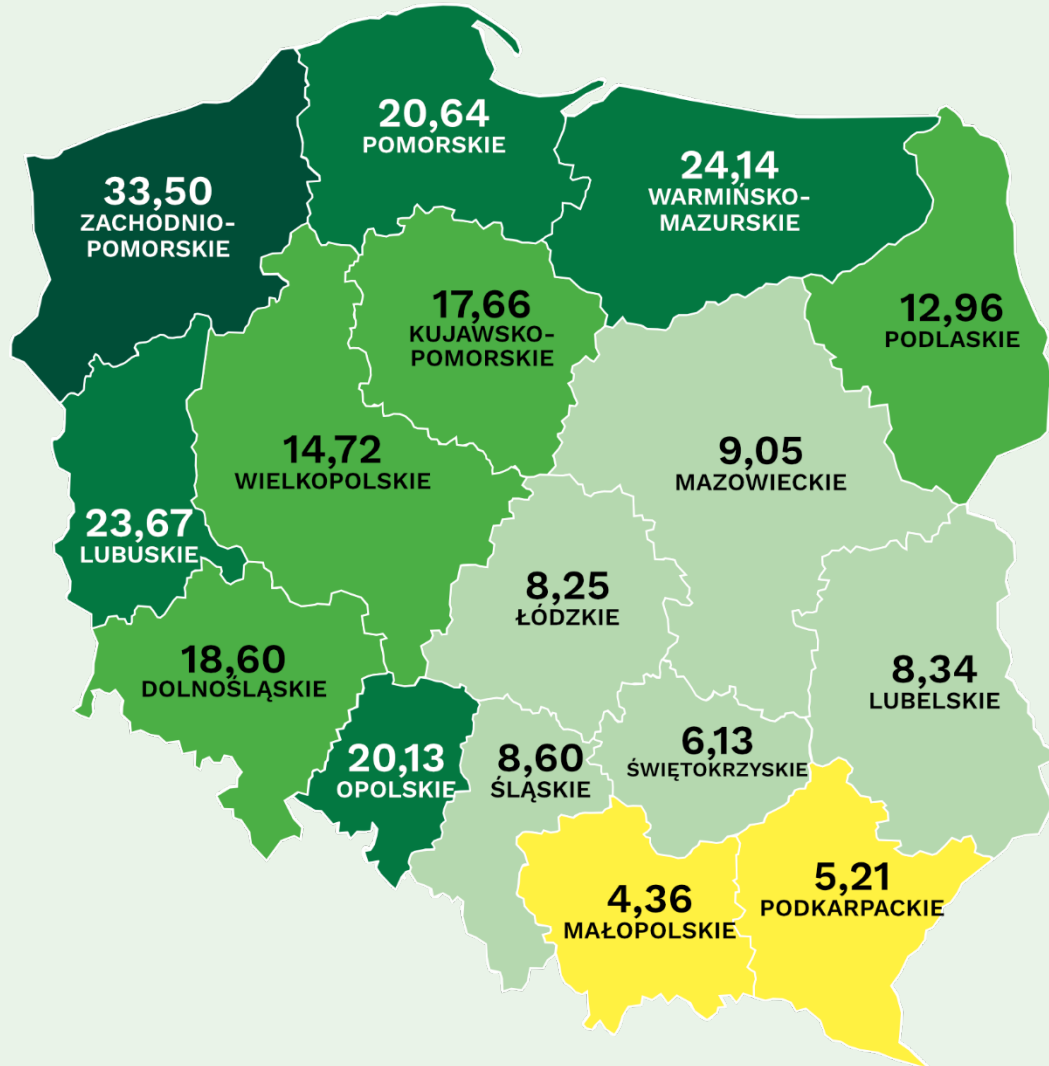 20,64
POMORSKIE
24,14
WARMIŃSKO-
MAZURSKIE
33,50
ZACHODNIO-
POMORSKIE
17,66
KUJAWSKO-
POMORSKIE
12,96
PODLASKIE
14,72
WIELKOPOLSKIE
9,05
MAZOWIECKIE
23,67
LUBUSKIE
8,25
ŁÓDZKIE
18,60
DOLNOŚLĄSKIE
8,34
LUBELSKIE
20,13
OPOLSKIE
8,60
ŚLĄSKIE
6,13
ŚWIĘTOKRZYSKIE
4,36
MAŁOPOLSKIE
5,21
PODKARPACKIE